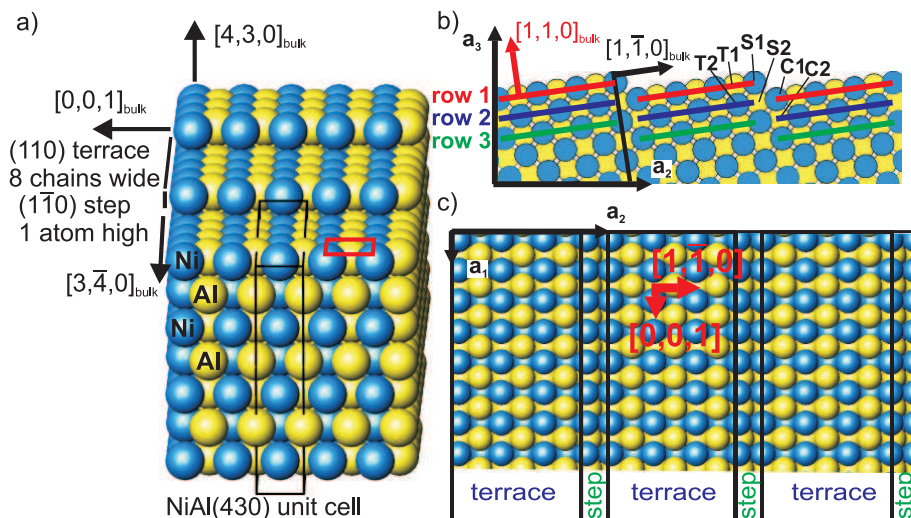 a)
[4,3,0]bulk
[0,0,1]bulk
(110) terrace
8 chains wide
(11̅0) step
1 atom high
[3,4̅,0]bulk
Ni
Al
Ni
Al
NiAl(430) unit cell
b)
a3
[1,1,0]bulk
[1,1̅,0]bulk
T2
T1
S1
S2
C1
C2
row 1
row 2
row 3
a2
c)
a2
a1
[1,1̅,0]
[0,0,1]
terrace
step
terrace
step
terrace
step